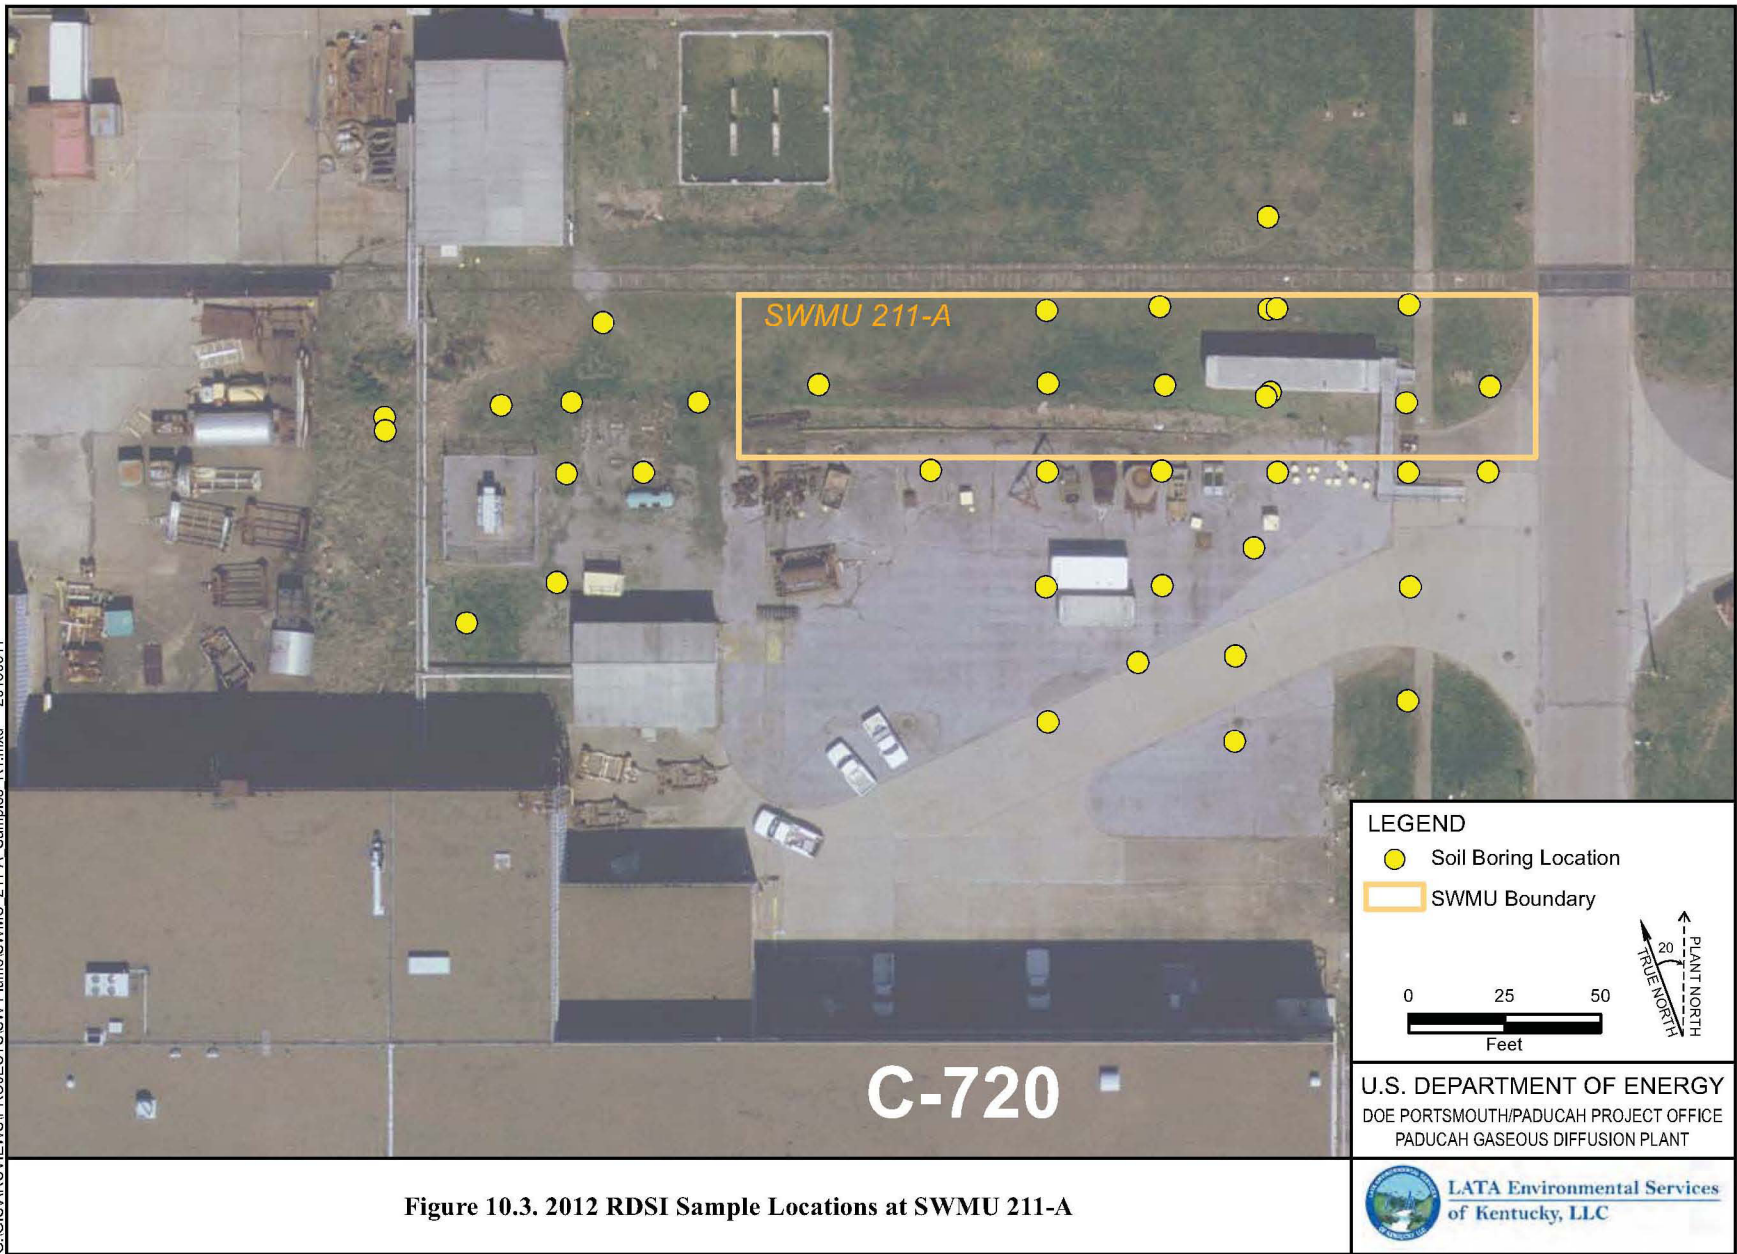 SWMU 211-A
LEGEND
Soil Boring Location
SWMU Boundary
20
TRUE NORTH
PLANT NORTH
0 25 50
Feet
C-720
U.S. DEPARTMENT OF ENERGY
DOE PORTSMOUTH/PADUCAH PROJECT OFFICE
PADUCAH GASEOUS DIFFUSION PLANT
Figure 10.3. 2012 RDSI Sample Locations at SWMU 211-A
LATA Environmental Services
of Kentucky, LLC